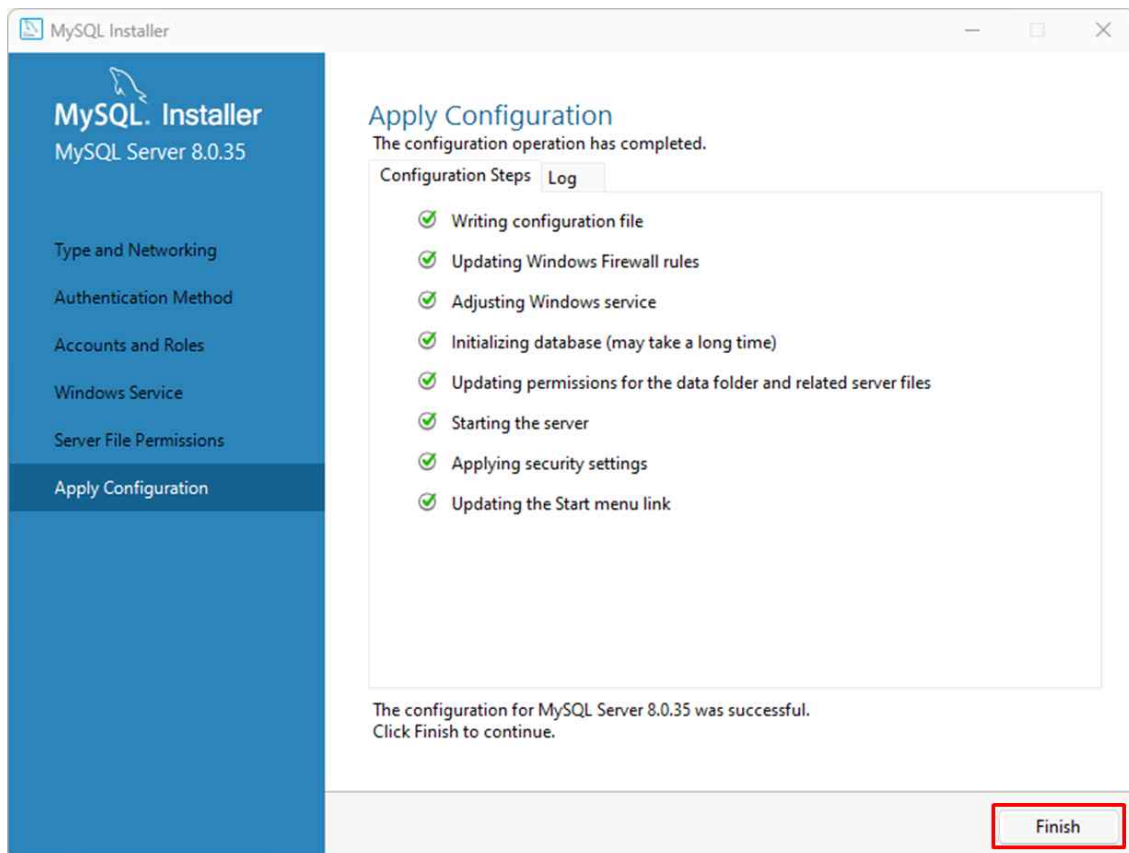 MySQL Installer
MySQL. Installer
MySQL Server 8.0.35
Type and Networking
Authentication Method
Accounts and Roles
Windows Service
Server File Permissions
Apply Configuration
Apply Configuration
The configuration operation has completed.
Configuration Steps Log
Writing configuration file
Updating Windows Firewall rules
Adjusting Windows service
Initializing database (may take a long time)
Updating permissions for the data folder and related server files
Starting the server
Applying security settings
Updating the Start menu link
The configuration for MySQL Server 8.0.35 was successful.
Click Finish to continue.
Finish